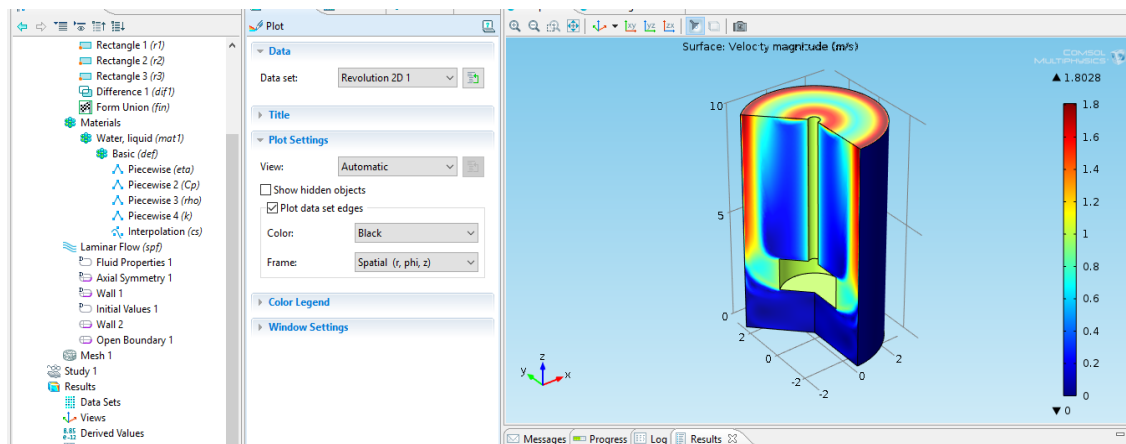 Rectangle 1 (r1)
Rectangle 2 (r2)
Rectangle 3 (r3)
Difference 1 (dif1)
Form Union (fin)
Materials
Water, liquid (mat1)
Basic (def)
Piecewise (eta)
Piecewise 2 (Cp)
Piecewise 3 (rho)
Piecewise 4 (k)
Interpolation (cs)
Laminar Flow (spf)
Fluid Properties 1
Axial Symmetry 1
Wall 1
Initial Values 1
Wall 2
Open Boundary 1
Mesh 1
Study 1
Results
Data Sets
Views
8.85
e-12
Derived Values
Plot
Data
Data set:
Revolution 2D 1
Title
Plot Settings
View:
Automatic
Show hidden objects
Plot data set edges
Color:
Black
Frame:
Spatial (r, phi, z)
Color Legend
Window Settings
xy
yz
zx
Surface: Velocity magnitude (m/s)
COMSOL
MULTIPHYSICS
▲ 1.8028
10
5
0
2
0
-2
2
0
-2
z
y
x
1.8
1.6
1.4
1.2
1
0.8
0.6
0.4
0.2
0
▼ 0
Messages
Progress
Log
Results